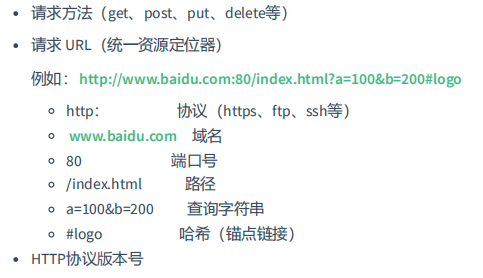 请求方法（get、post、put、delete等）
请求 URL（统一资源定位器）
例如：http://www.baidu.com:80/index.html?a=100&b=200#logo
http： 协议（https、ftp、ssh等）
www.baidu.com 域名
80 端口号
/index.html 路径
a=100&b=200 查询字符串
#logo 哈希（锚点链接）
HTTP协议版本号